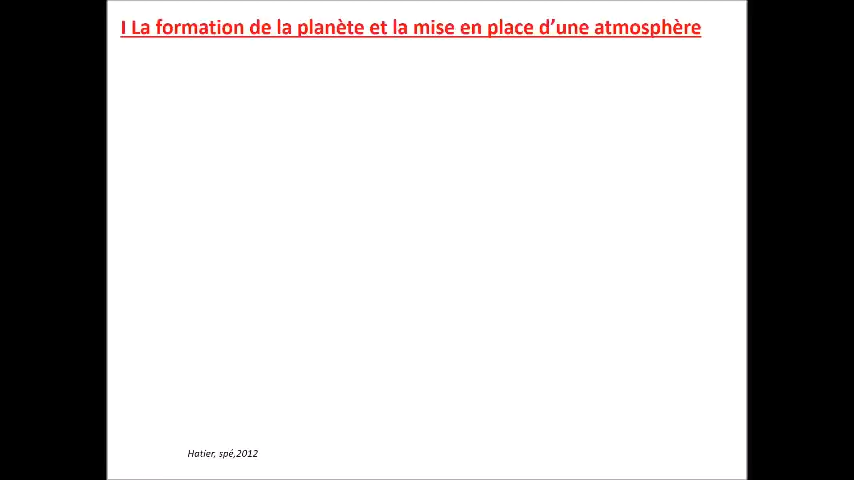 I La formation de la planète et la mise en place d’une atmosphère
Hatier, spé,2012